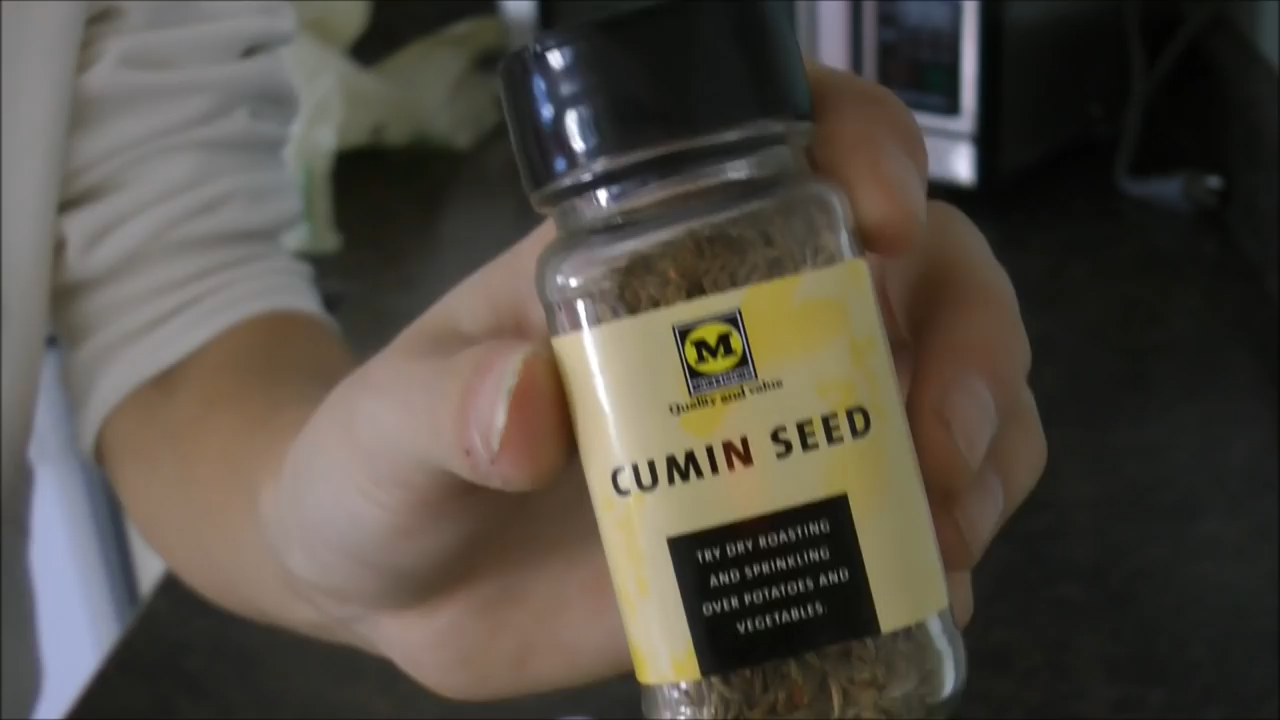 M
Quality and value
CUMIN SEED
TRY DRY ROASTING
AND SPRINKLING
OVER POTATOES AND
VEGETABLES.